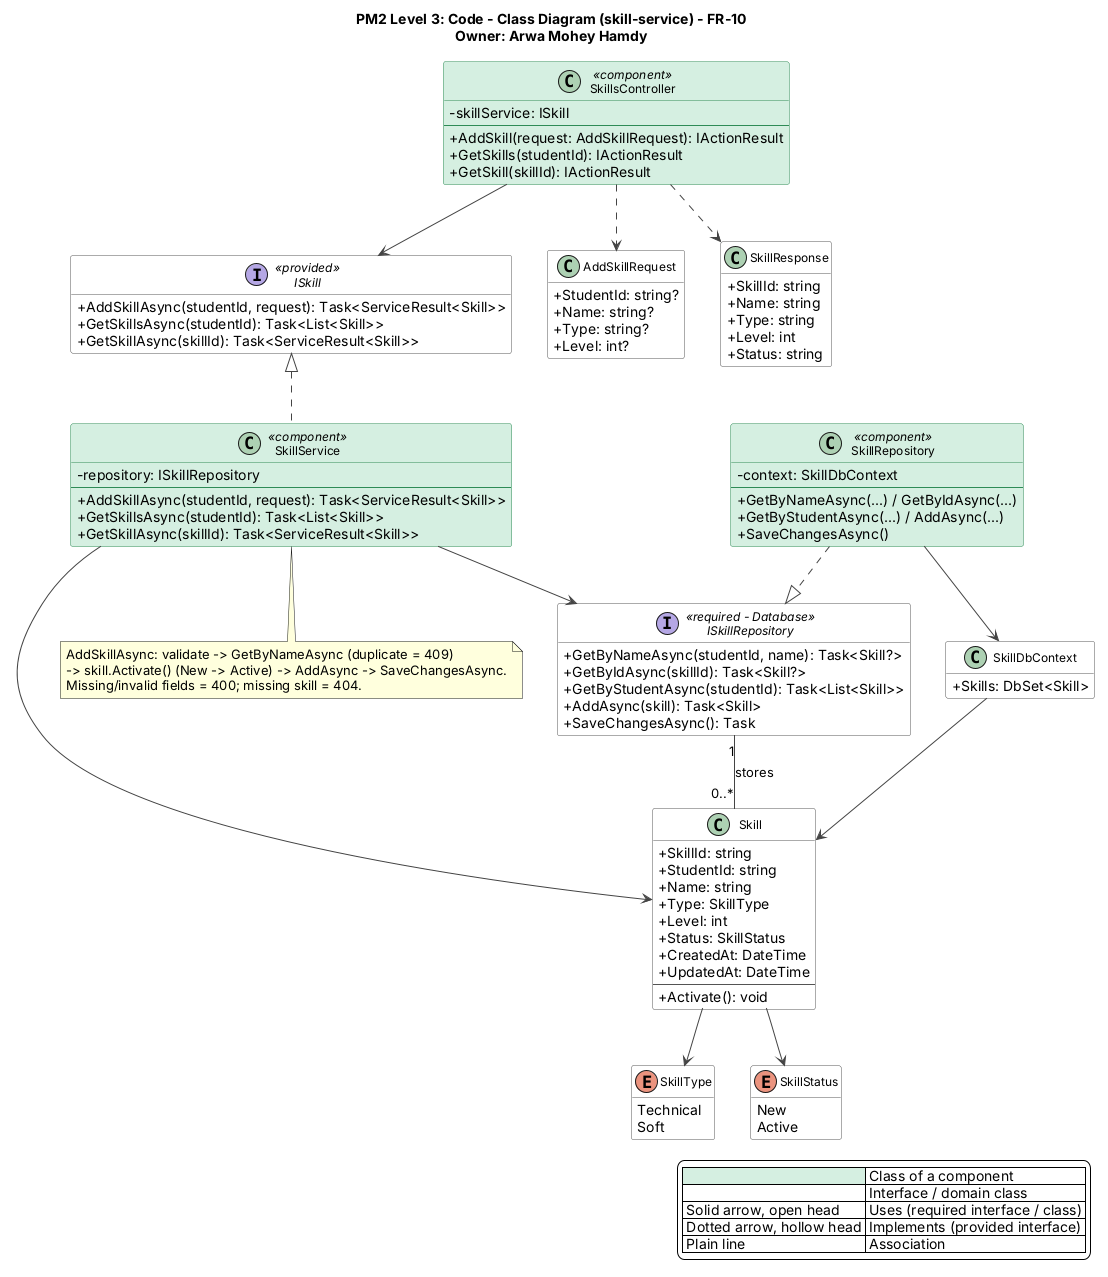 PM2 Level 3: Code - Class Diagram (skill-service) - FR-10
Owner: Arwa Mohey Hamdy
C
«component»
SkillsController
-skillService: ISkill
+AddSkill(request: AddSkillRequest): IActionResult
+GetSkills(studentId): IActionResult
+GetSkill(skillId): IActionResult
I
«provided»
ISkill
+AddSkillAsync(studentId, request): Task<ServiceResult<Skill>>
+GetSkillsAsync(studentId): Task<List<Skill>>
+GetSkillAsync(skillId): Task<ServiceResult<Skill>>
C
AddSkillRequest
+StudentId: string?
+Name: string?
+Type: string?
+Level: int?
C
SkillResponse
+SkillId: string
+Name: string
+Type: string
+Level: int
+Status: string
C
«component»
SkillService
-repository: ISkillRepository
+AddSkillAsync(studentId, request): Task<ServiceResult<Skill>>
+GetSkillsAsync(studentId): Task<List<Skill>>
+GetSkillAsync(skillId): Task<ServiceResult<Skill>>
C
«component»
SkillRepository
-context: SkillDbContext
+GetByNameAsync(...) / GetByIdAsync(...)
+GetByStudentAsync(...) / AddAsync(...)
+SaveChangesAsync()
AddSkillAsync: validate -> GetByNameAsync (duplicate = 409)
-> skill.Activate() (New -> Active) -> AddAsync -> SaveChangesAsync.
Missing/invalid fields = 400; missing skill = 404.
I
«required - Database»
ISkillRepository
+GetByNameAsync(studentId, name): Task<Skill?>
+GetByIdAsync(skillId): Task<Skill?>
+GetByStudentAsync(studentId): Task<List<Skill>>
+AddAsync(skill): Task<Skill>
+SaveChangesAsync(): Task
C
SkillDbContext
+Skills: DbSet<Skill>
1
stores
0..*
C
Skill
+SkillId: string
+StudentId: string
+Name: string
+Type: SkillType
+Level: int
+Status: SkillStatus
+CreatedAt: DateTime
+UpdatedAt: DateTime
+Activate(): void
E
SkillType
Technical
Soft
E
SkillStatus
New
Active
Class of a component
Interface / domain class
Solid arrow, open head Uses (required interface / class)
Dotted arrow, hollow head Implements (provided interface)
Plain line Association